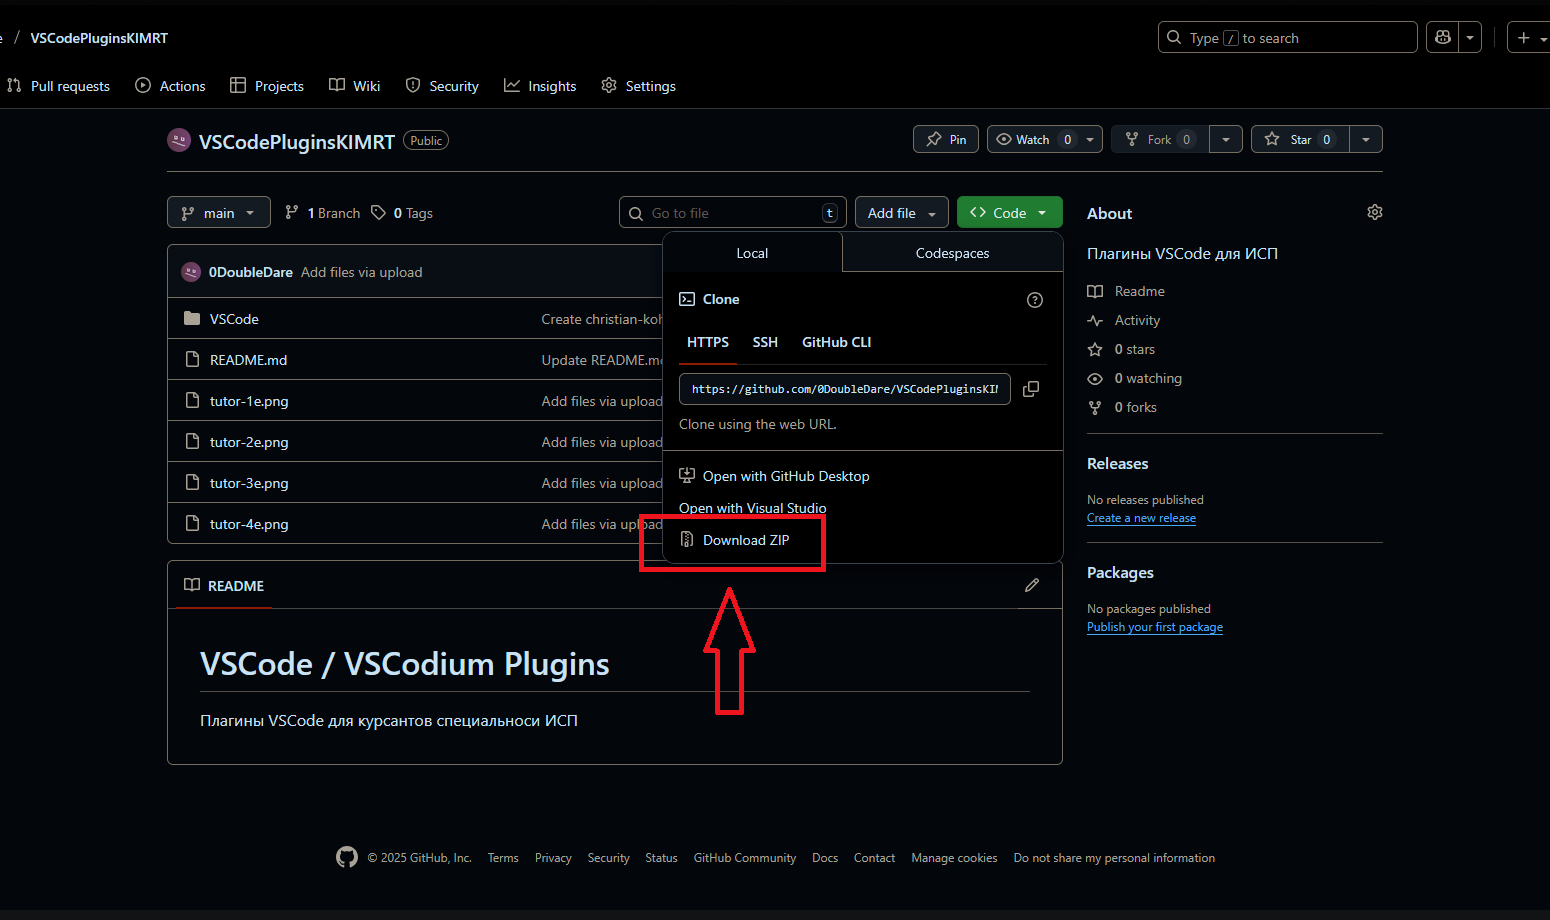 e / VSCodePluginsKIMRT
Type / to search
Pull requests Actions Projects Wiki Security Insights Settings
VSCodePluginsKIMRT Public
Pin Watch 0 Fork 0 Star 0
main 1 Branch 0 Tags Go to file t Add file Code
0DoubleDare Add files via upload
VSCode Create christian-koh
README.md Update README.m
tutor-1e.png Add files via upload
tutor-2e.png Add files via upload
tutor-3e.png Add files via upload
tutor-4e.png Add files via upload
Local Codespaces
Clone
HTTPS SSH GitHub CLI
https://github.com/0DoubleDare/VSCodePluginsKI
Clone using the web URL.
Open with GitHub Desktop
Open with Visual Studio
Download ZIP
README
VSCode / VSCodium Plugins
Плагины VSCode для курсантов специальноси ИСП
About
Плагины VSCode для ИСП
Readme
Activity
0 stars
0 watching
0 forks
Releases
No releases published
Create a new release
Packages
No packages published
Publish your first package
© 2025 GitHub, Inc. Terms Privacy Security Status GitHub Community Docs Contact Manage cookies Do not share my personal information